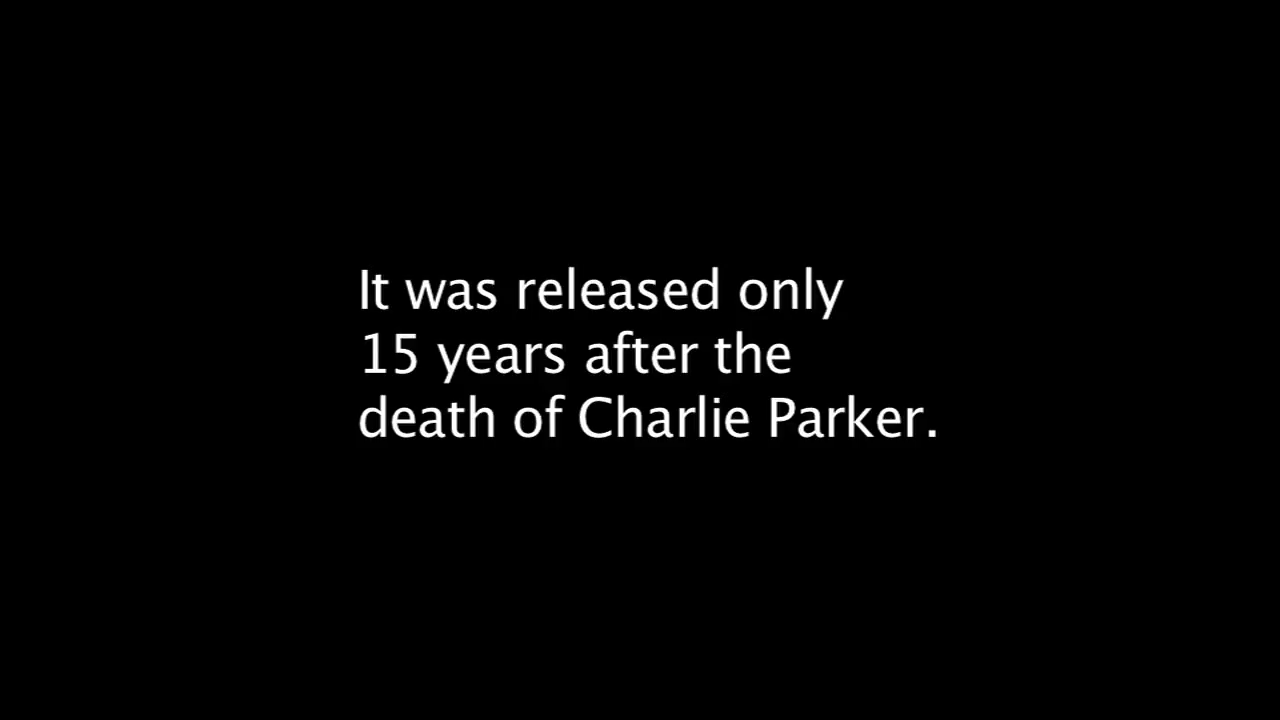 It was released only
15 years after the
death of Charlie Parker.